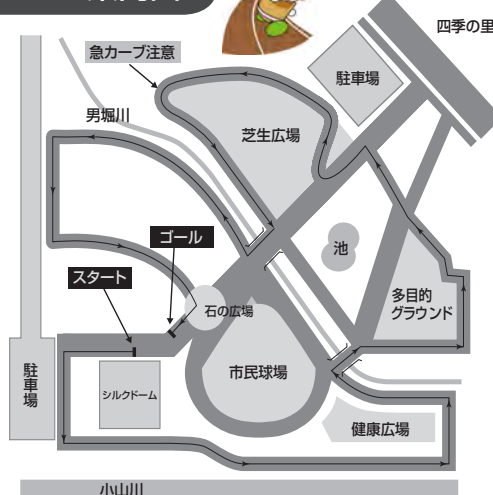 四季の里
急カーブ注意
駐車場
男堀川
芝生広場
ゴール
池
スタート
石の広場
多目的
グラウンド
駐車場
シルクドーム
市民球場
健康広場
小山川